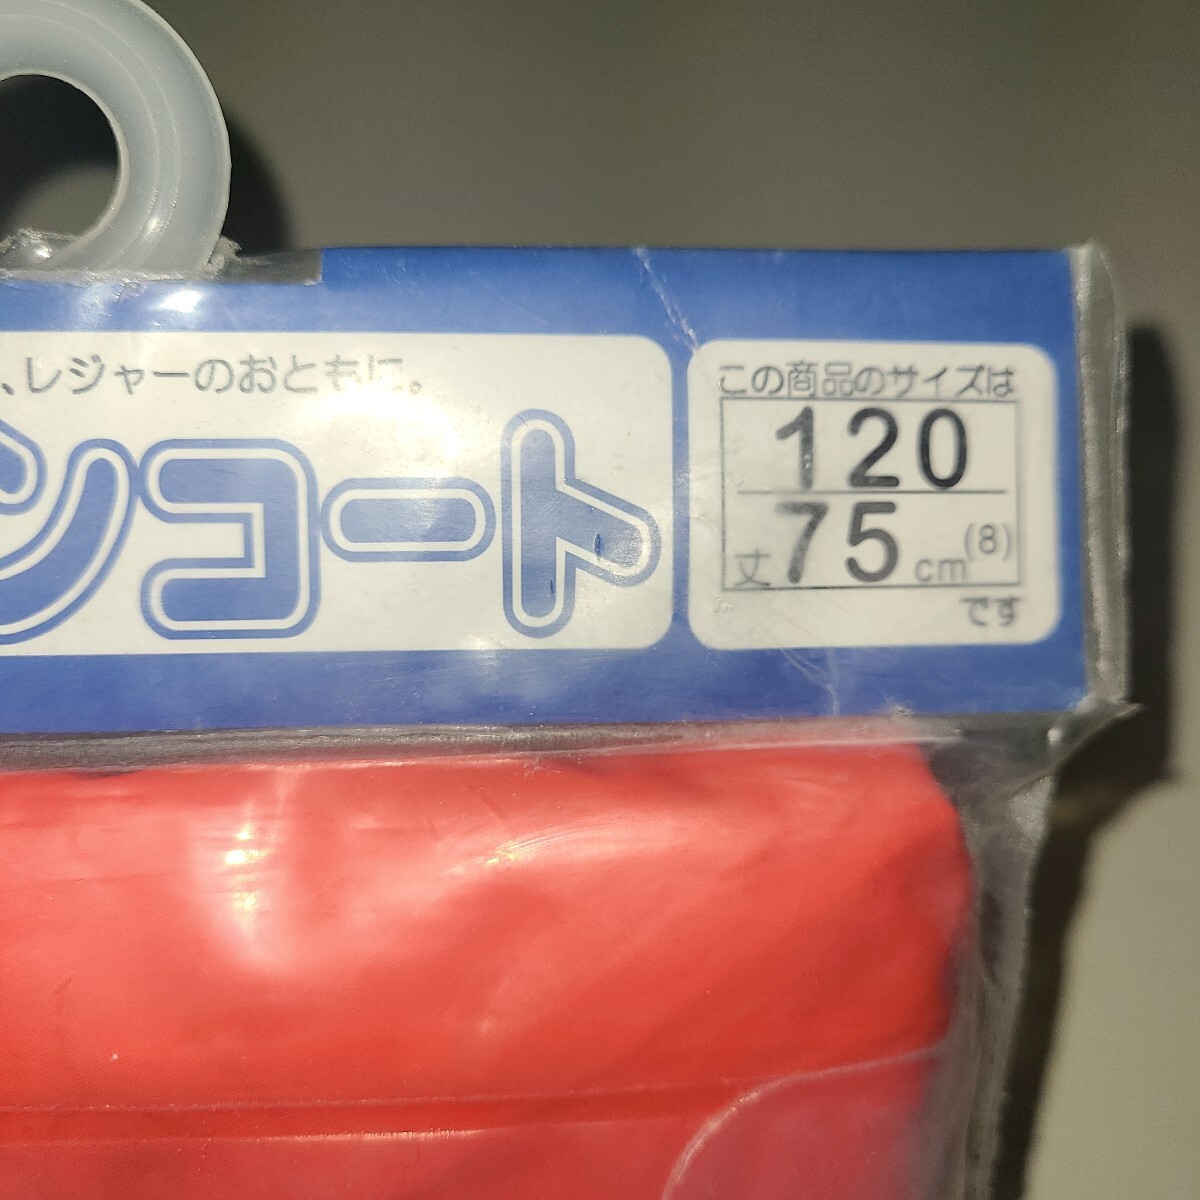 、レジャーのおともに。
ンコート
この商品のサイズは
120
丈75cm(8)
です